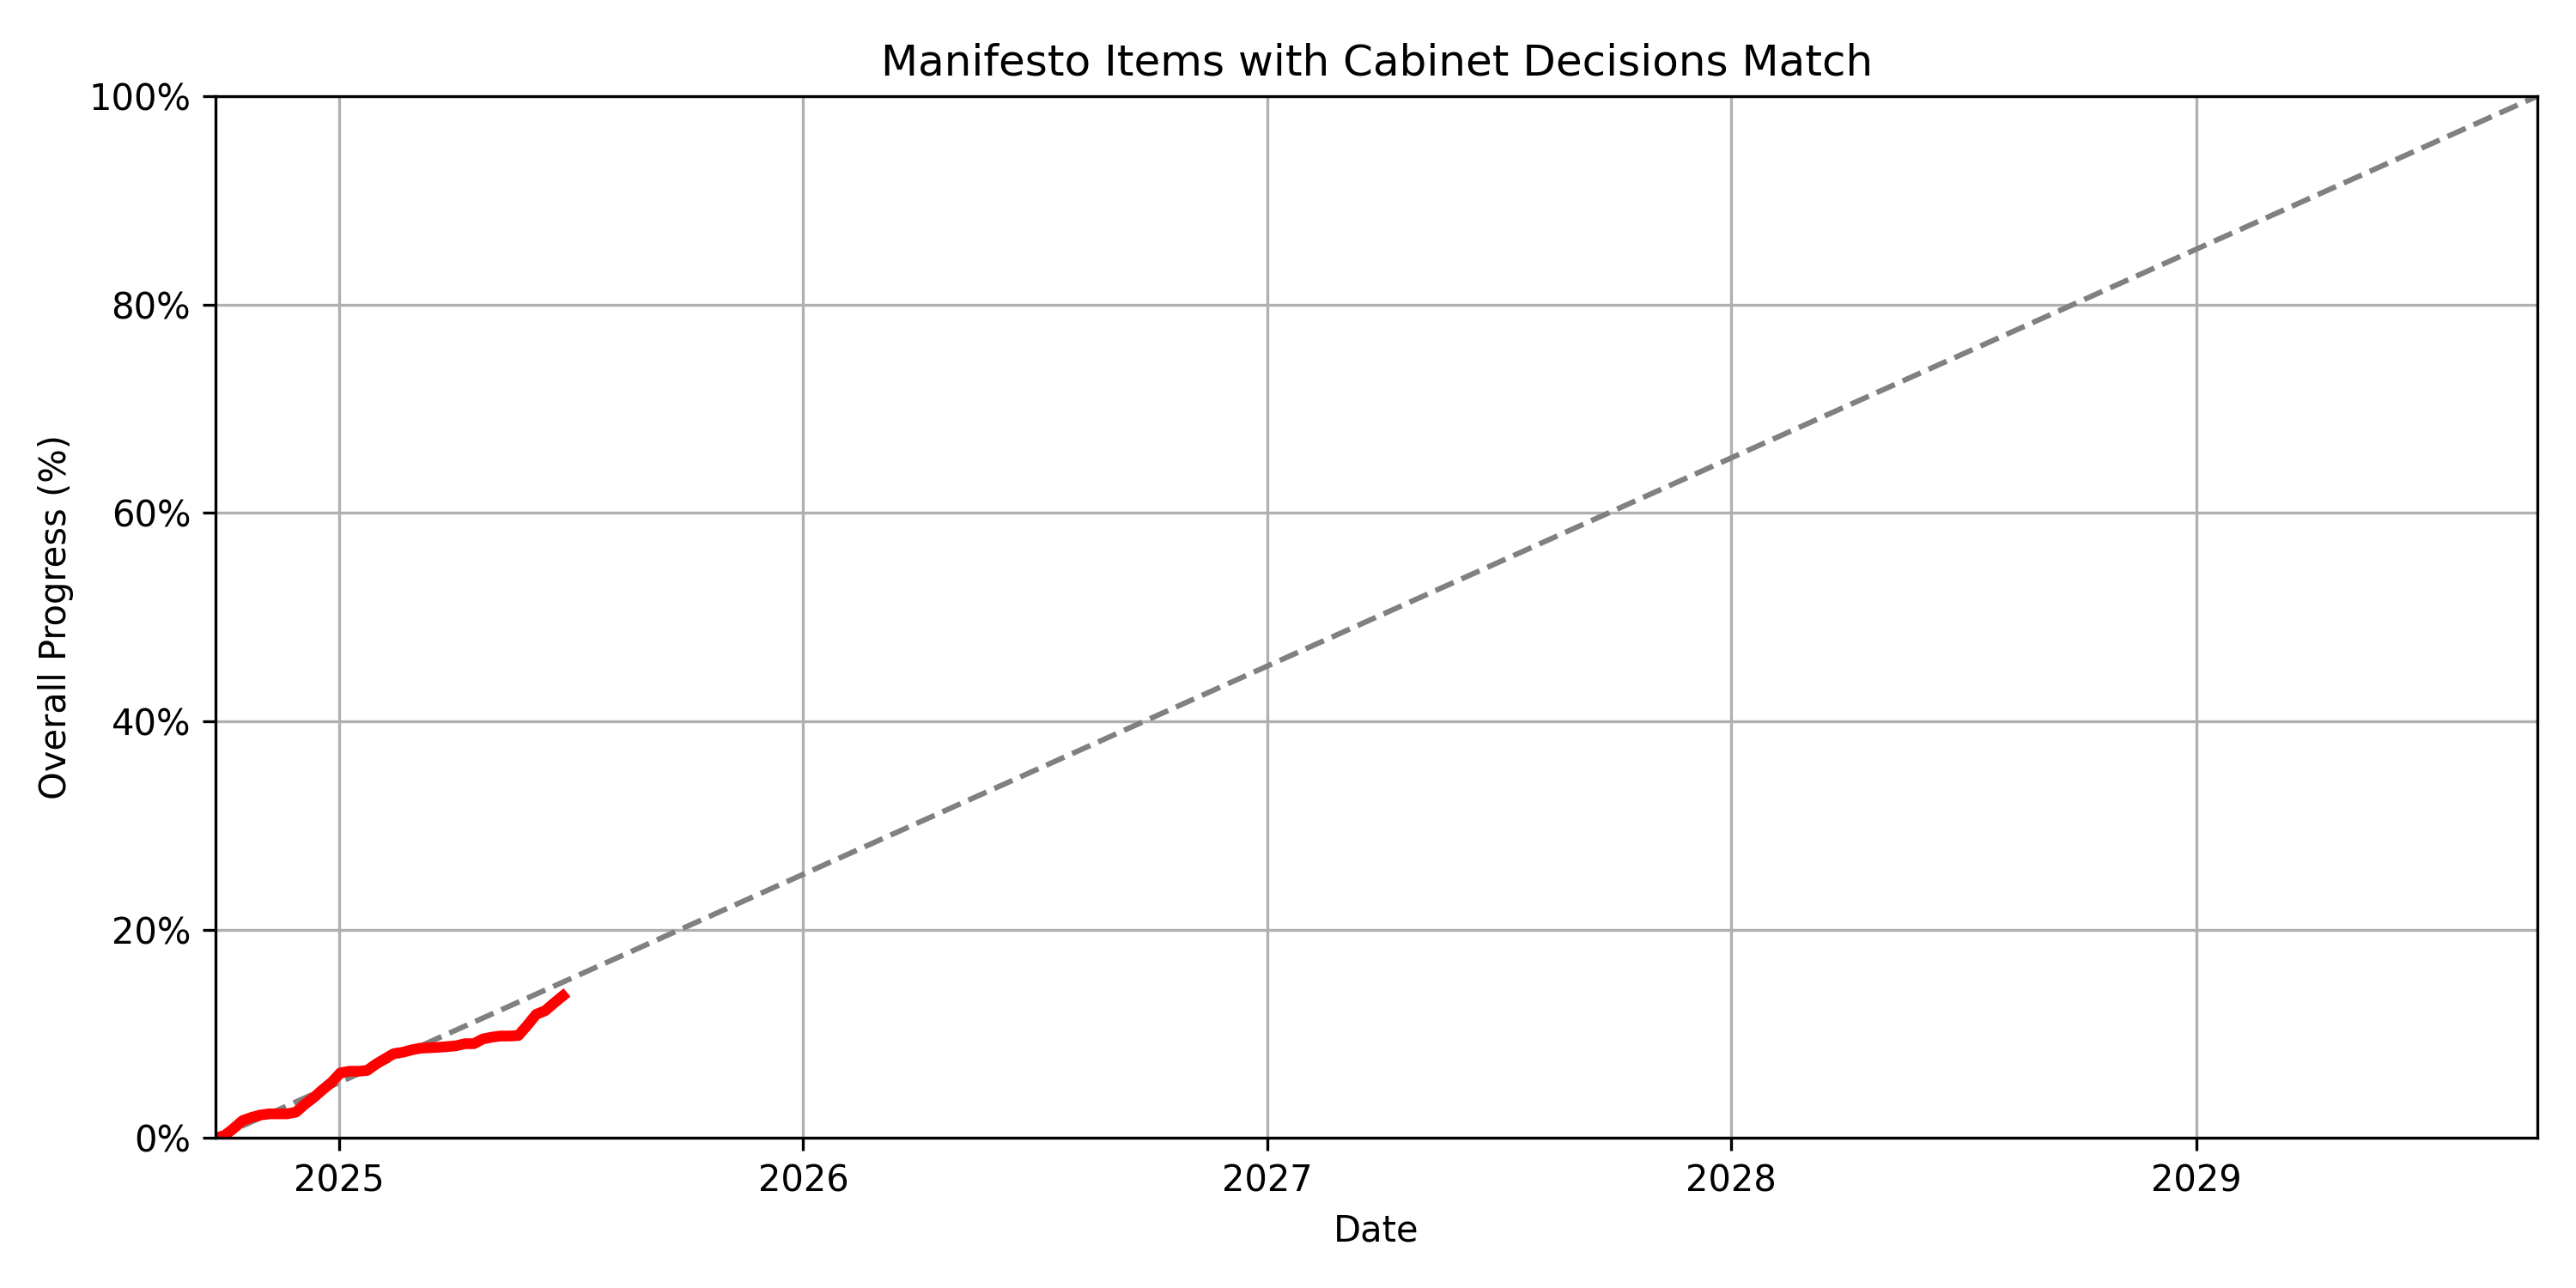 Manifesto Items with Cabinet Decisions Match
Overall Progress (%)
100%
80%
60%
40%
20%
0%
2025 2026 2027 2028 2029
Date